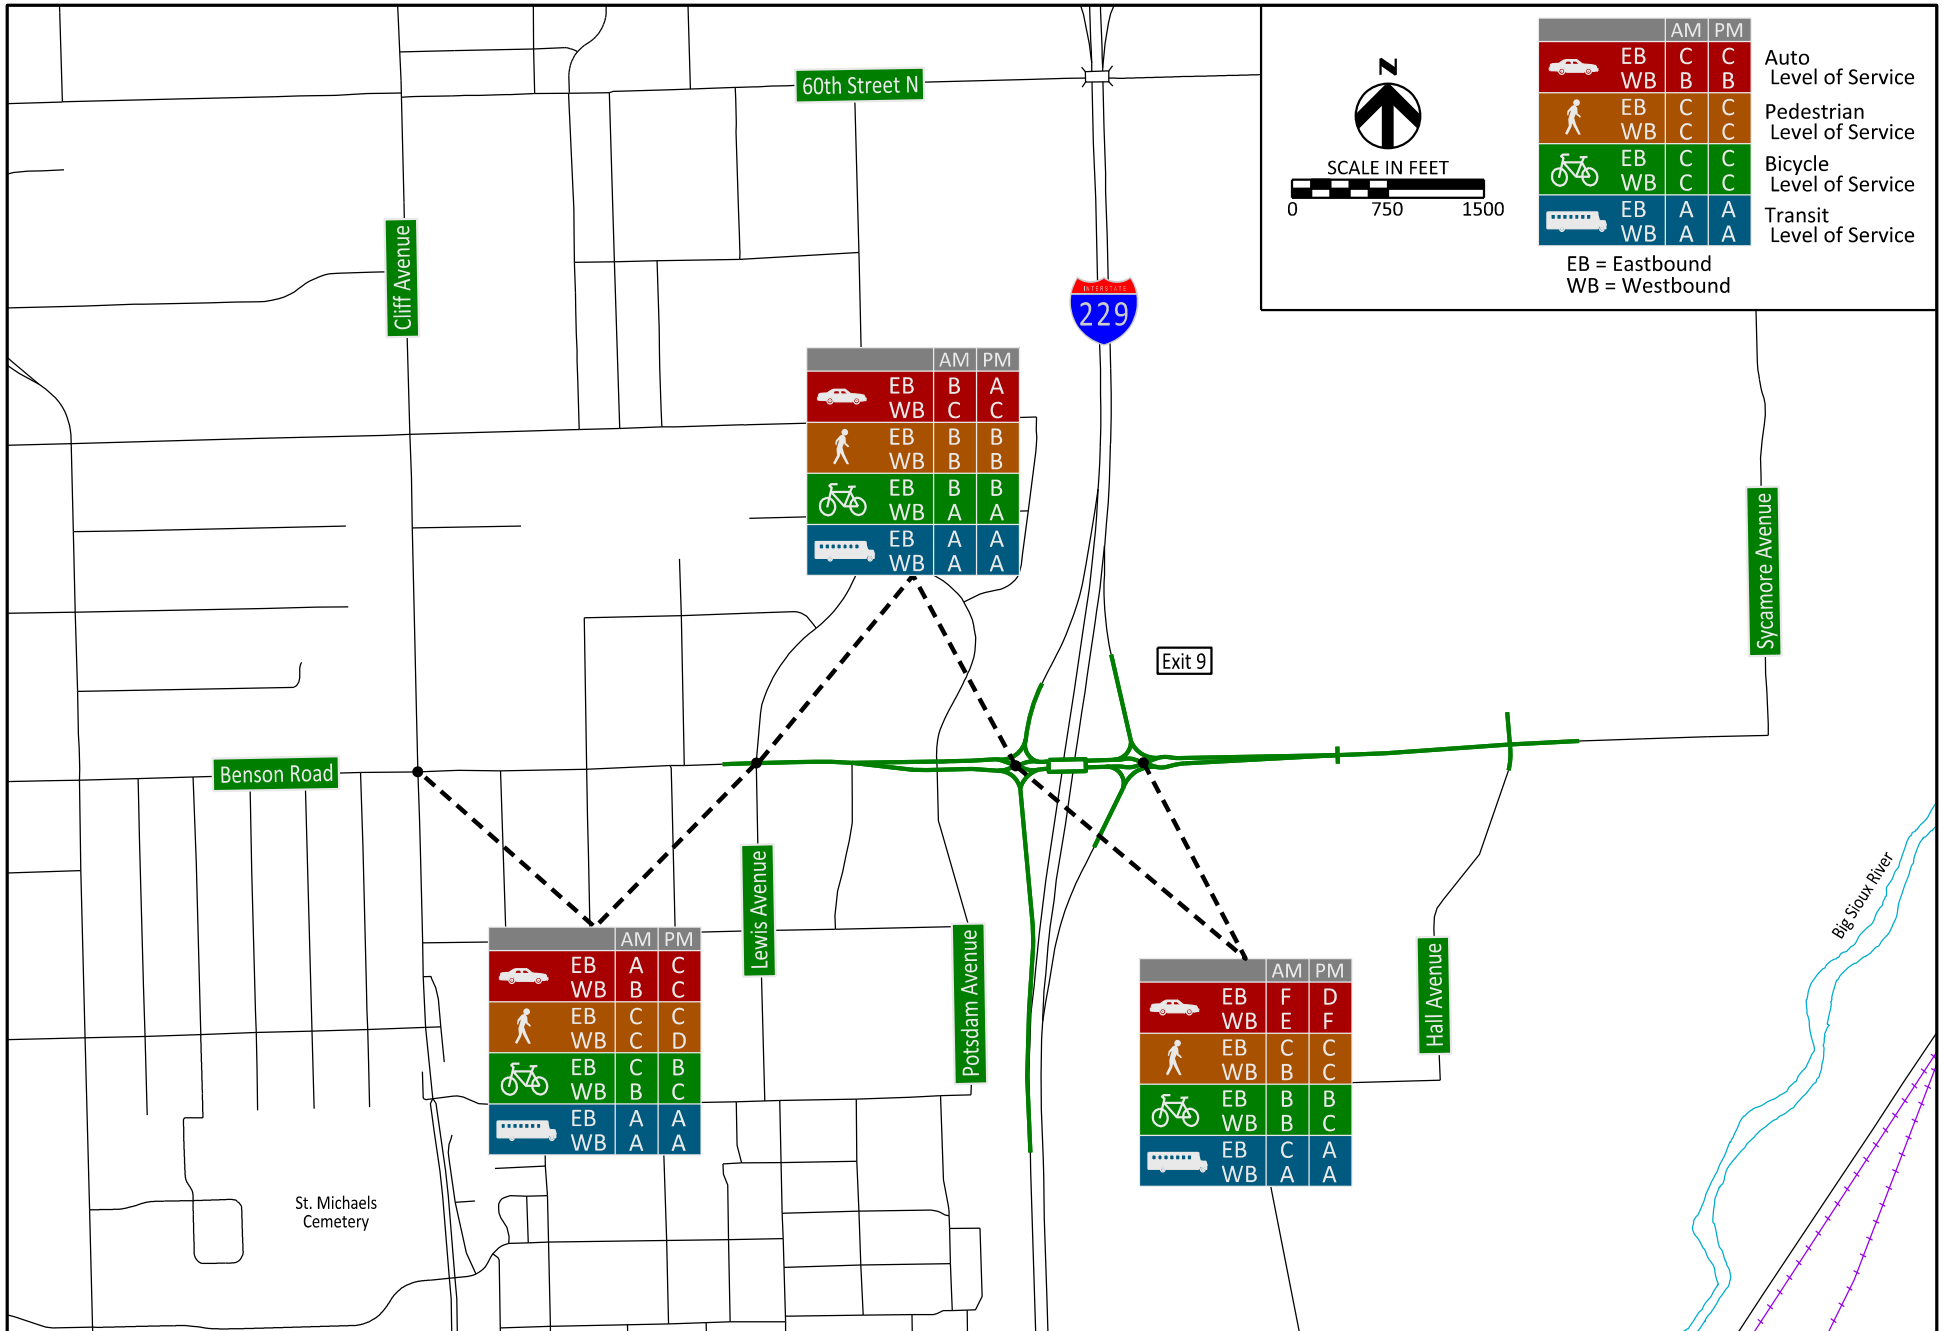 60th Street N
N
SCALE IN FEET
0 750 1500
AM PM
EB C C
WB B B
Auto
Level of Service
EB C C
WB C C
Pedestrian
Level of Service
EB C C
WB C C
Bicycle
Level of Service
EB A A
WB A A
Transit
Level of Service
EB = Eastbound
WB = Westbound
Cliff Avenue
INTERSTATE
229
AM PM
EB B A
WB C C
EB B B
WB B B
EB B B
WB A A
EB A A
WB A A
Sycamore Avenue
Exit 9
Benson Road
Lewis Avenue
Potsdam Avenue
Hall Avenue
Big Sioux River
AM PM
EB A C
WB B C
EB C C
WB C D
EB C B
WB B C
EB A A
WB A A
AM PM
EB F D
WB E F
EB C C
WB B C
EB B B
WB B C
EB C A
WB A A
St. Michaels
Cemetery